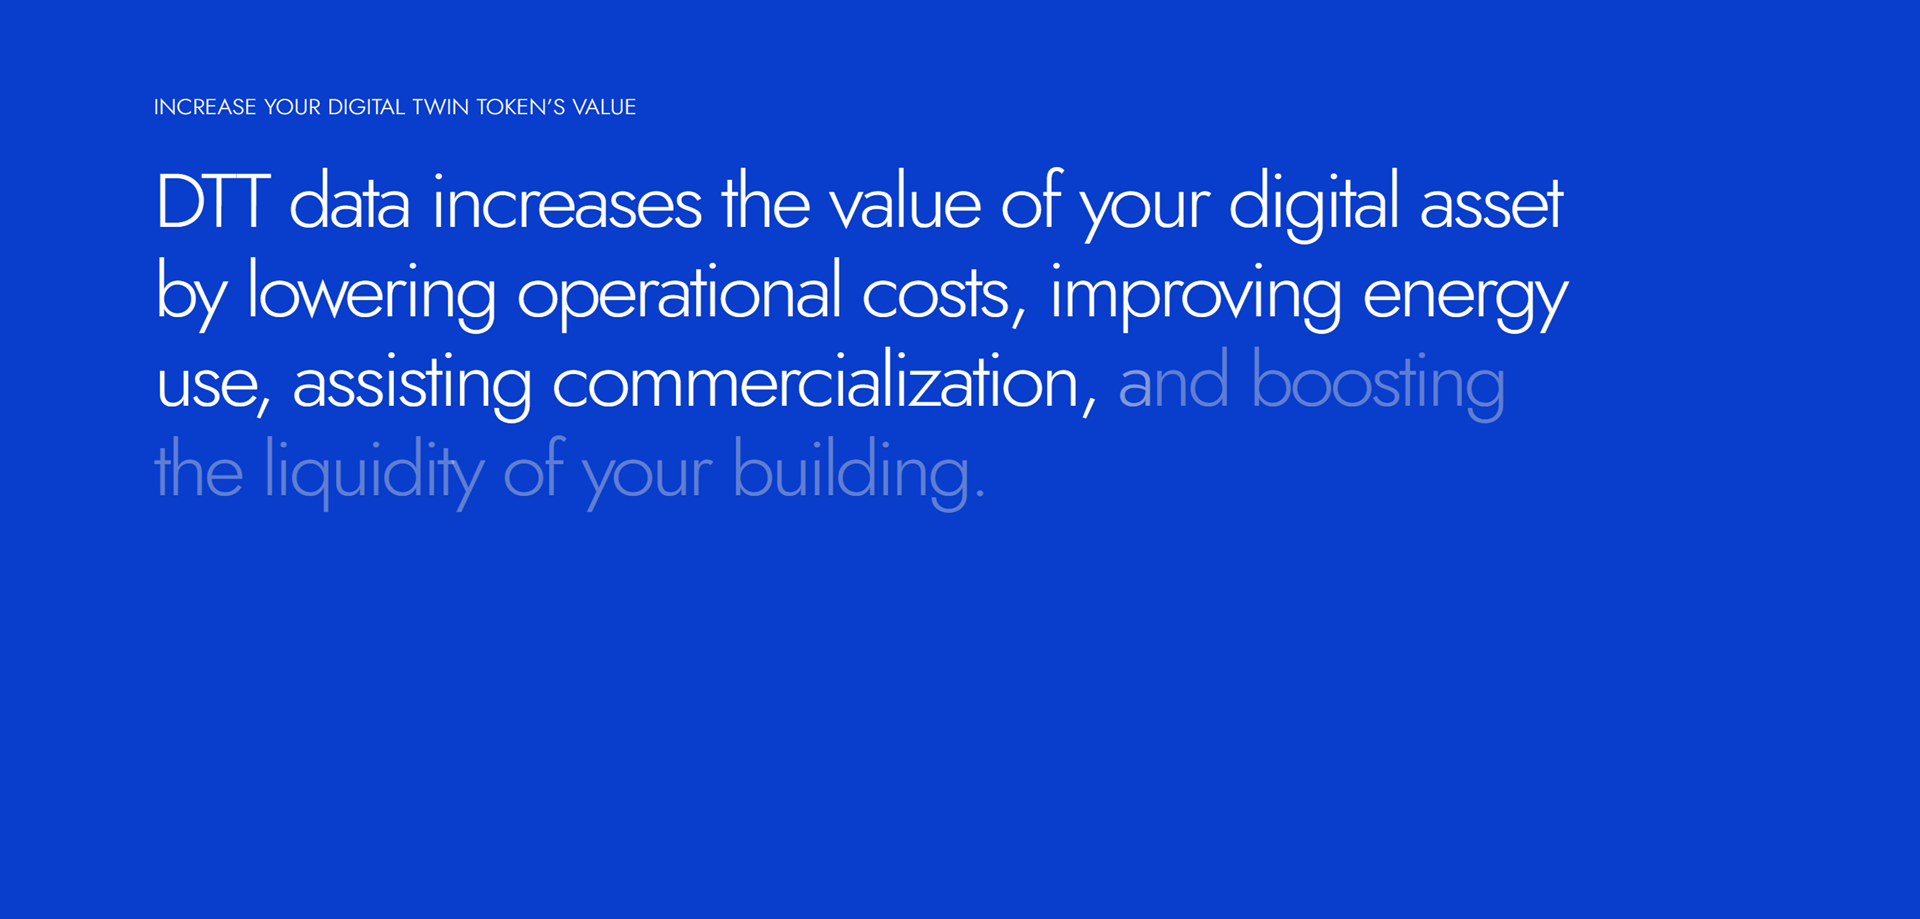 INCREASE YOUR DIGITAL TWIN TOKEN’S VALUE
DTT data increases the value of your digital asset
by lowering operational costs, improving energy
use, assisting commercialization, and boosting
the liquidity of your building.